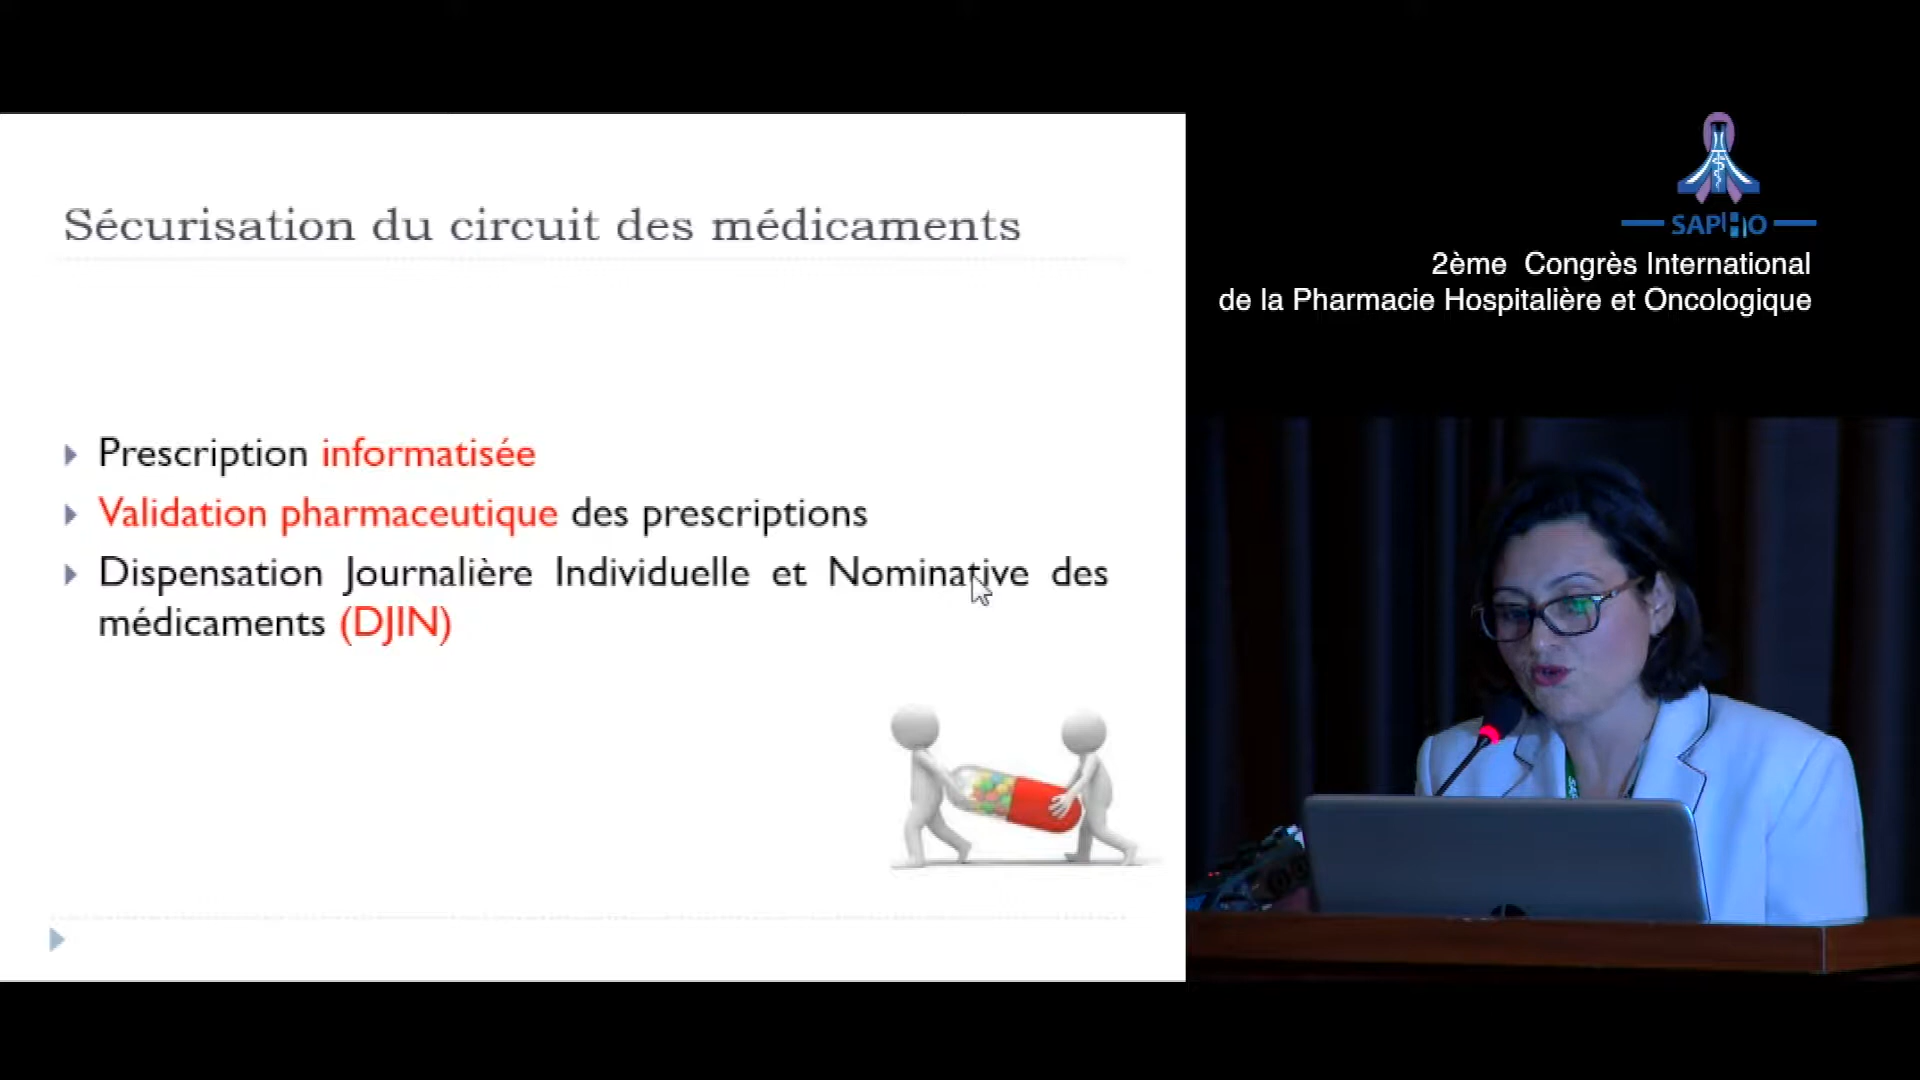 Sécurisation du circuit des médicaments
Prescription informatisée
Validation pharmaceutique des prescriptions
Dispensation Journalière Individuelle et Nominative des
médicaments (DJIN)
SAPHO
2ème Congrès International
de la Pharmacie Hospitalière et Oncologique